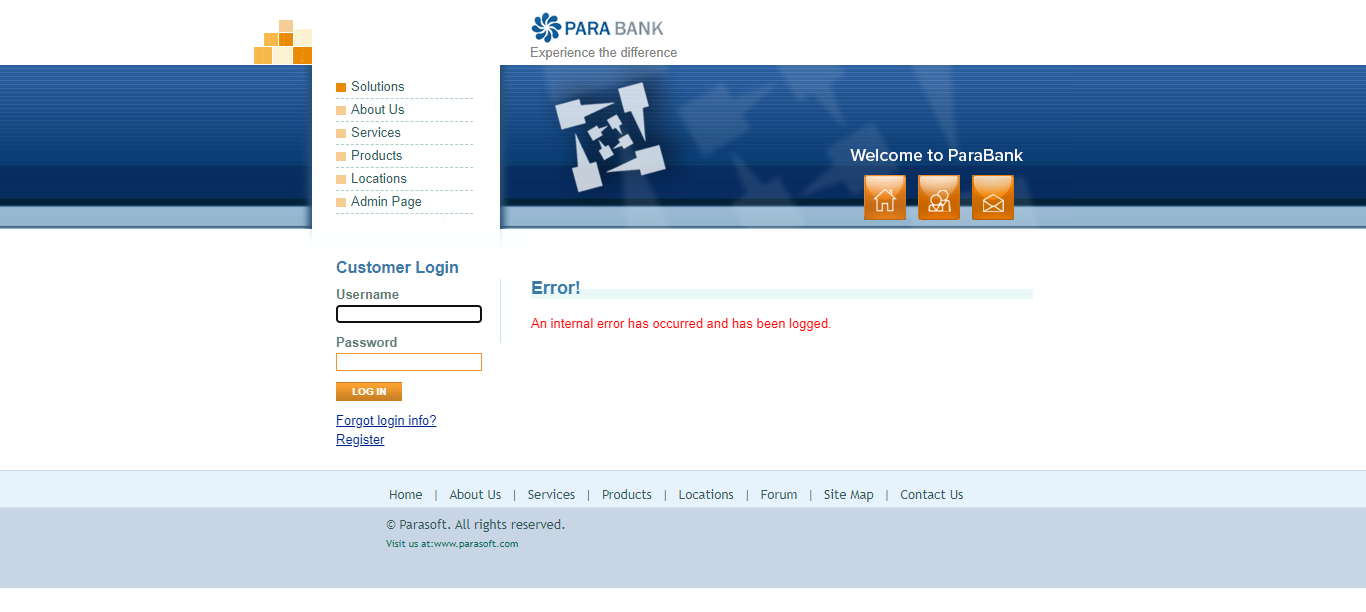 PARA BANK
Experience the difference
Solutions
About Us
Services
Products
Locations
Admin Page
Welcome to ParaBank
Customer Login
Username
Password
LOG IN
Forgot login info?
Register
Error!
An internal error has occurred and has been logged.
Home | About Us | Services | Products | Locations | Forum | Site Map | Contact Us
© Parasoft. All rights reserved.
Visit us at:www.parasoft.com